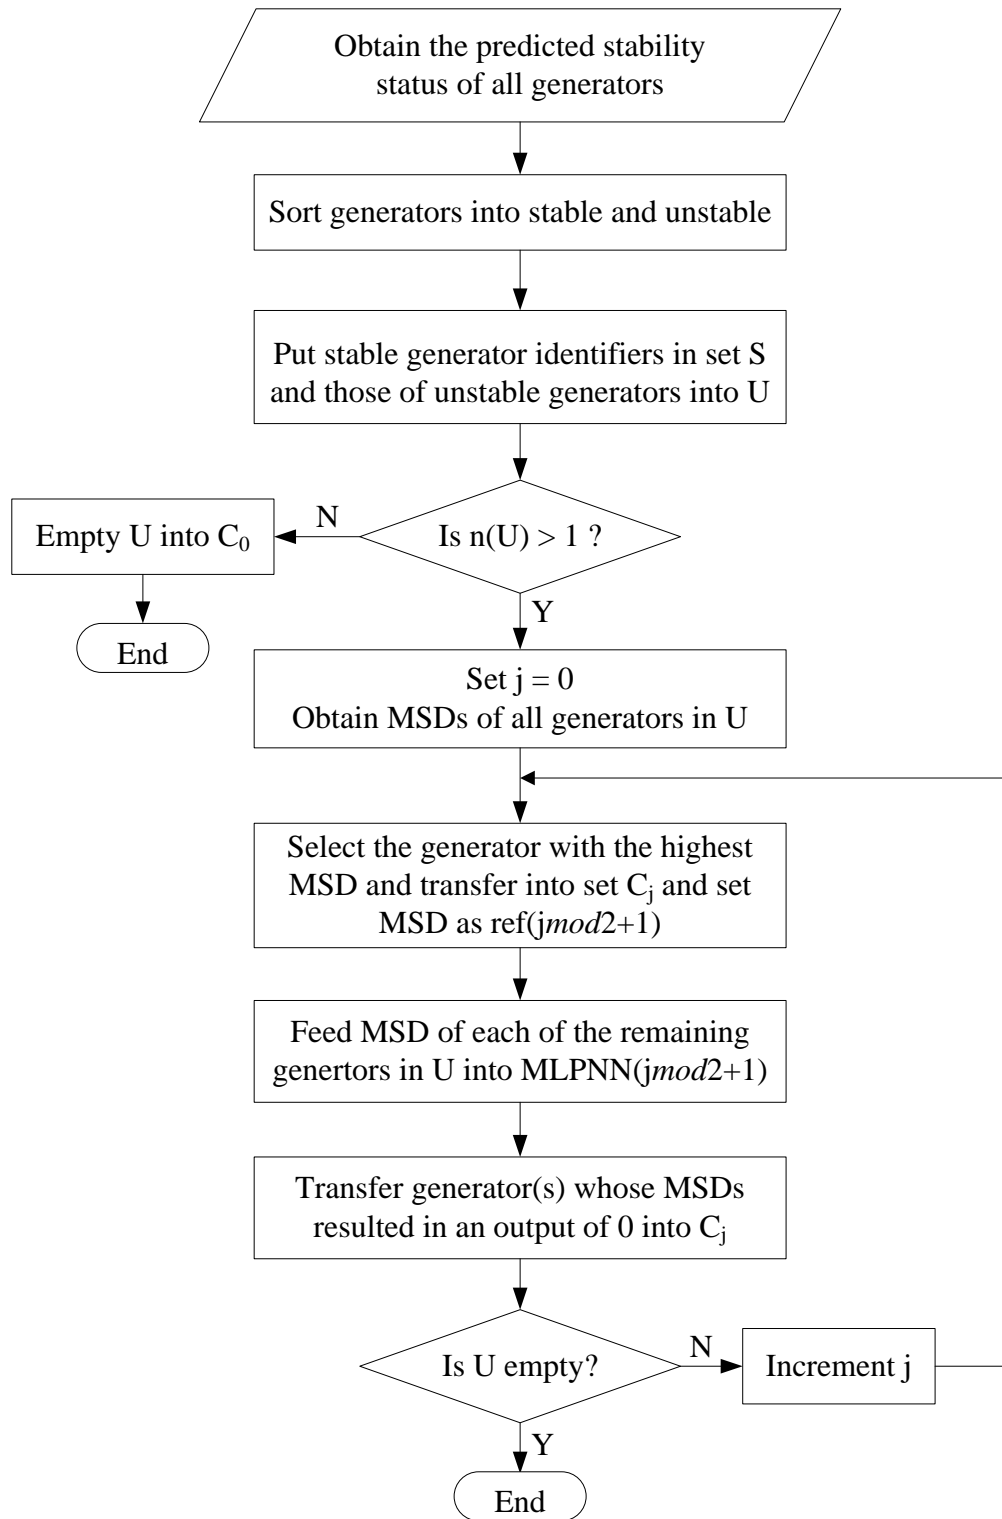 Obtain the predicted stability
status of all generators
Sort generators into stable and unstable
Put stable generator identifiers in set S
and those of unstable generators into U
Is n(U) > 1 ?
N
Empty U into C₀
End
Y
Set j = 0
Obtain MSDs of all generators in U
Select the generator with the highest
MSD and transfer into set Cⱼ and set
MSD as ref(jmod2+1)
Feed MSD of each of the remaining
genertors in U into MLPNN(jmod2+1)
Transfer generator(s) whose MSDs
resulted in an output of 0 into Cⱼ
Is U empty?
N
Increment j
Y
End